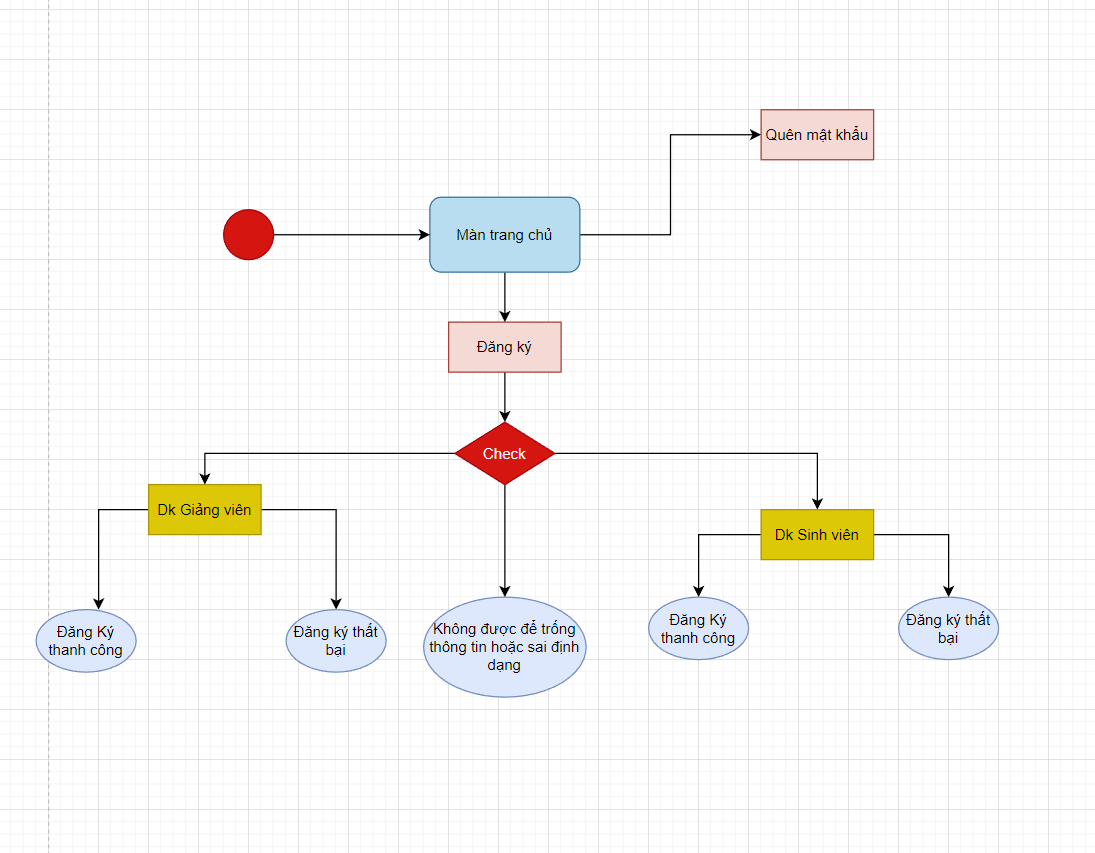 Quên mật khẩu
Màn trang chủ
Đăng ký
Check
Dk Giảng viên
Dk Sinh viên
Đăng Ký
thanh công
Đăng ký thất
bại
Không được để trống
thông tin hoặc sai định
dạng
Đăng Ký
thanh công
Đăng ký thất
bại